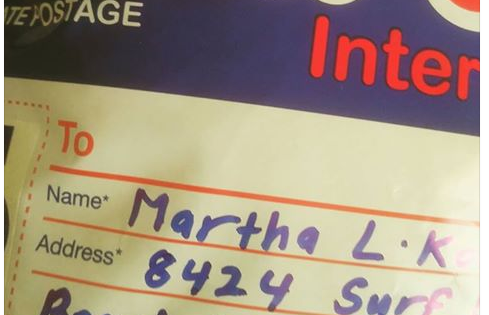 POSTAGE
Inter
To
Name* Martha L. K
Address* 8424 Surf